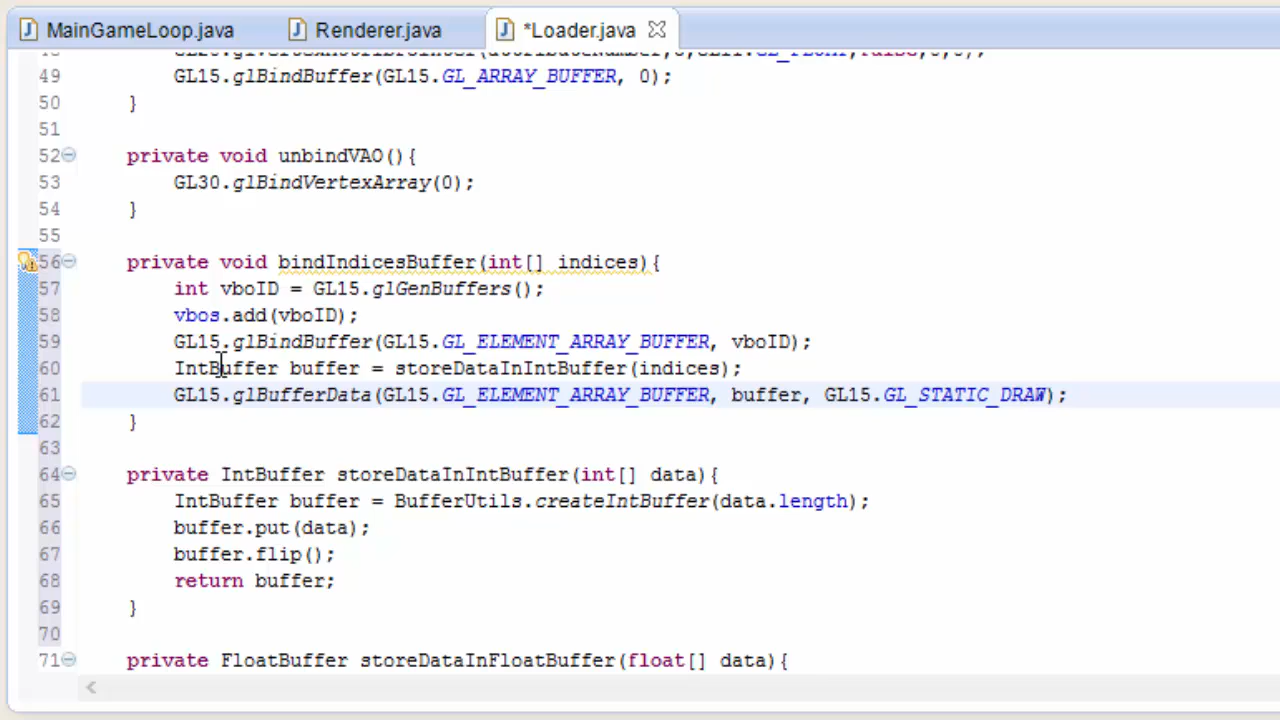 MainGameLoop.java Renderer.java *Loader.java
49 GL15.glBindBuffer(GL15.GL_ARRAY_BUFFER, 0);
50 }
51
52 private void unbindVAO(){
53 GL30.glBindVertexArray(0);
54 }
55
56 private void bindIndicesBuffer(int[] indices){
57 int vboID = GL15.glGenBuffers();
58 vbos.add(vboID);
59 GL15.glBindBuffer(GL15.GL_ELEMENT_ARRAY_BUFFER, vboID);
60 IntBuffer buffer = storeDataInIntBuffer(indices);
61 GL15.glBufferData(GL15.GL_ELEMENT_ARRAY_BUFFER, buffer, GL15.GL_STATIC_DRAW);
62 }
63
64 private IntBuffer storeDataInIntBuffer(int[] data){
65 IntBuffer buffer = BufferUtils.createIntBuffer(data.length);
66 buffer.put(data);
67 buffer.flip();
68 return buffer;
69 }
70
71 private FloatBuffer storeDataInFloatBuffer(float[] data){